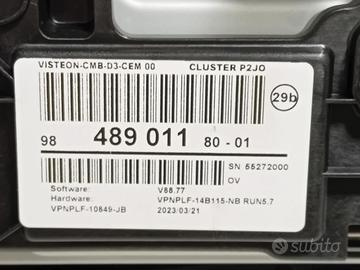 VISTEON-CMB-D3-CEM 00 CLUSTER P2JO
29b
98 489 011 80 - 01
SN 55272000
OV
Software: V88.77
Hardware: VPNPLF-14B115-NB RUN5.7
VPNPLF-10849-JB 2023/03/21
subito